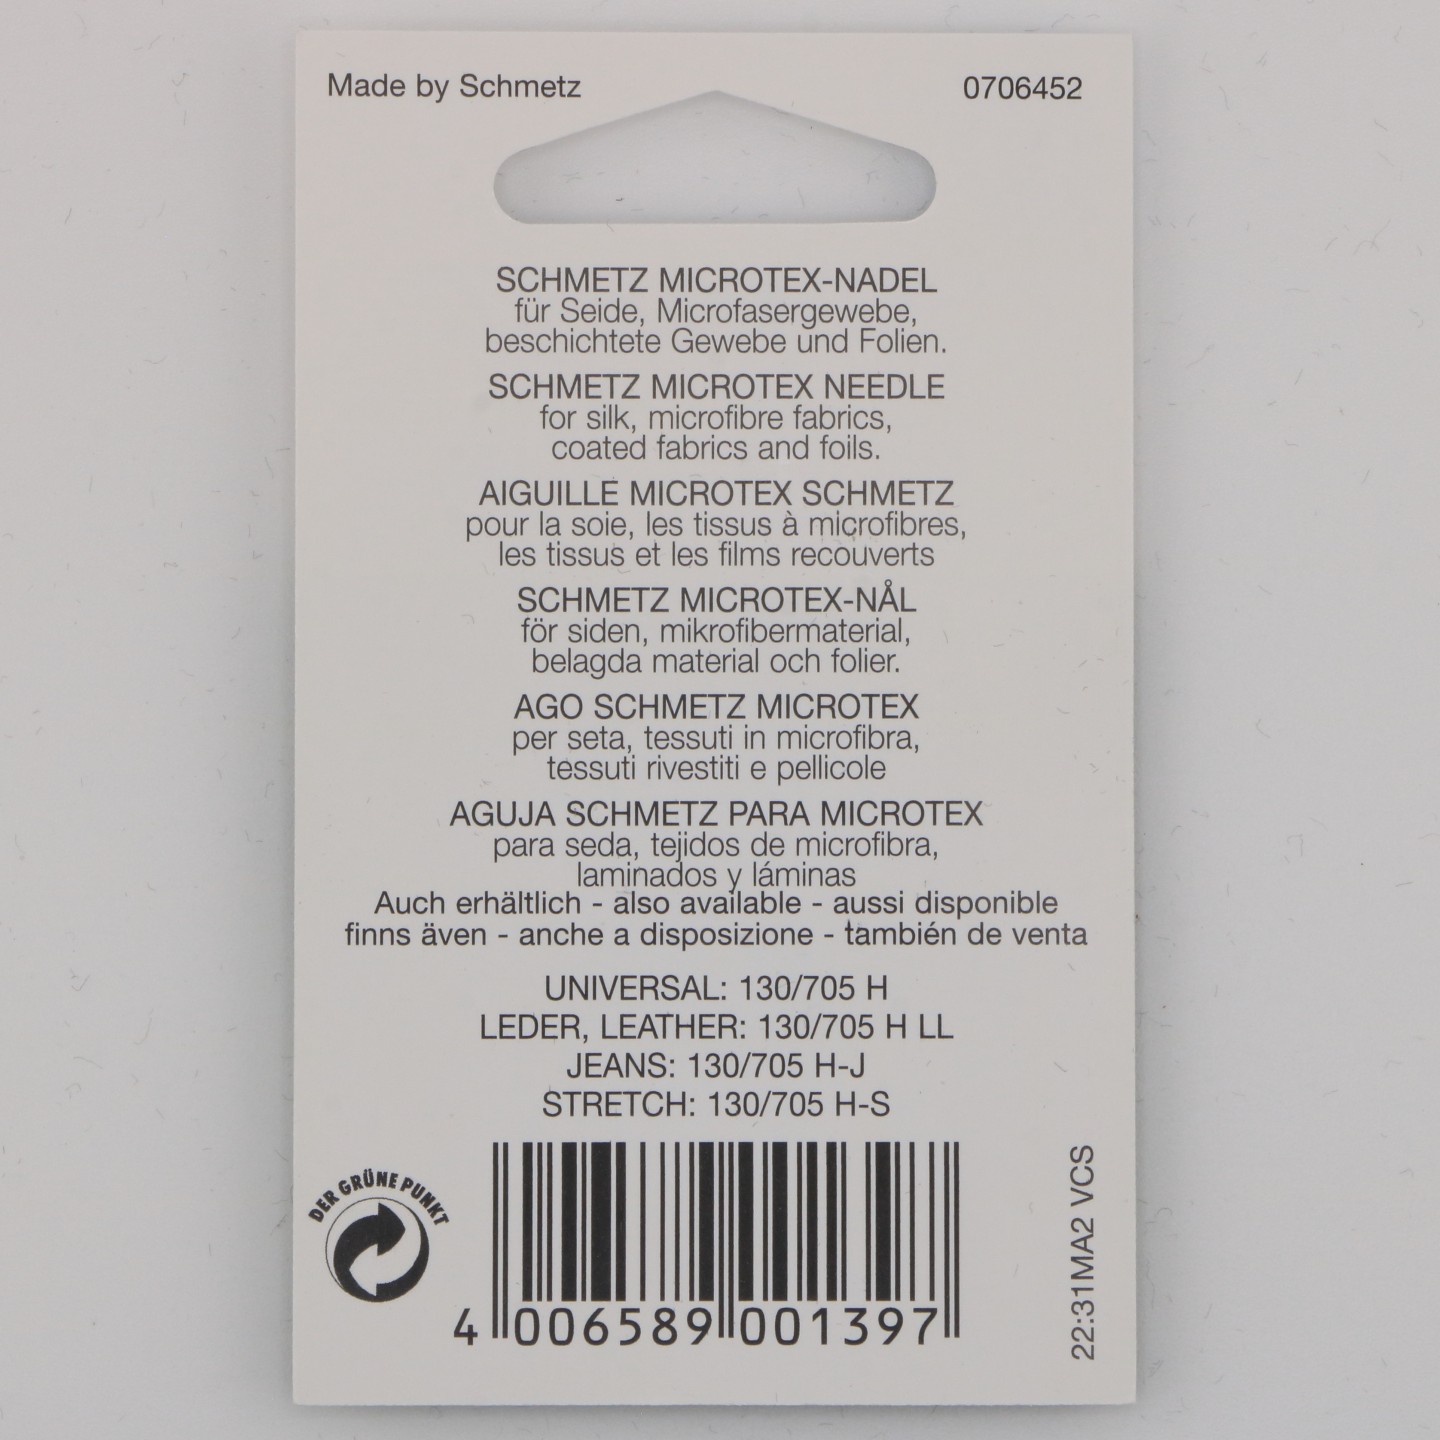 Made by Schmetz
0706452
SCHMETZ MICROTEX-NADEL
für Seide, Microfasergewebe,
beschichtete Gewebe und Folien.
SCHMETZ MICROTEX NEEDLE
for silk, microfibre fabrics,
coated fabrics and foils.
AIGUILLE MICROTEX SCHMETZ
pour la soie, les tissus à microfibres,
les tissus et les films recouverts
SCHMETZ MICROTEX-NÅL
för siden, mikrofibermaterial,
belagda material och folier.
AGO SCHMETZ MICROTEX
per seta, tessuti in microfibra,
tessuti rivestiti e pellicole
AGUJA SCHMETZ PARA MICROTEX
para seda, tejidos de microfibra,
laminados y láminas
Auch erhältlich - also available - aussi disponible
finns även - anche a disposizione - también de venta
UNIVERSAL: 130/705 H
LEDER, LEATHER: 130/705 H LL
JEANS: 130/705 H-J
STRETCH: 130/705 H-S
DER GRÜNE PUNKT
4 006589 001397
22:31MA2 VCS